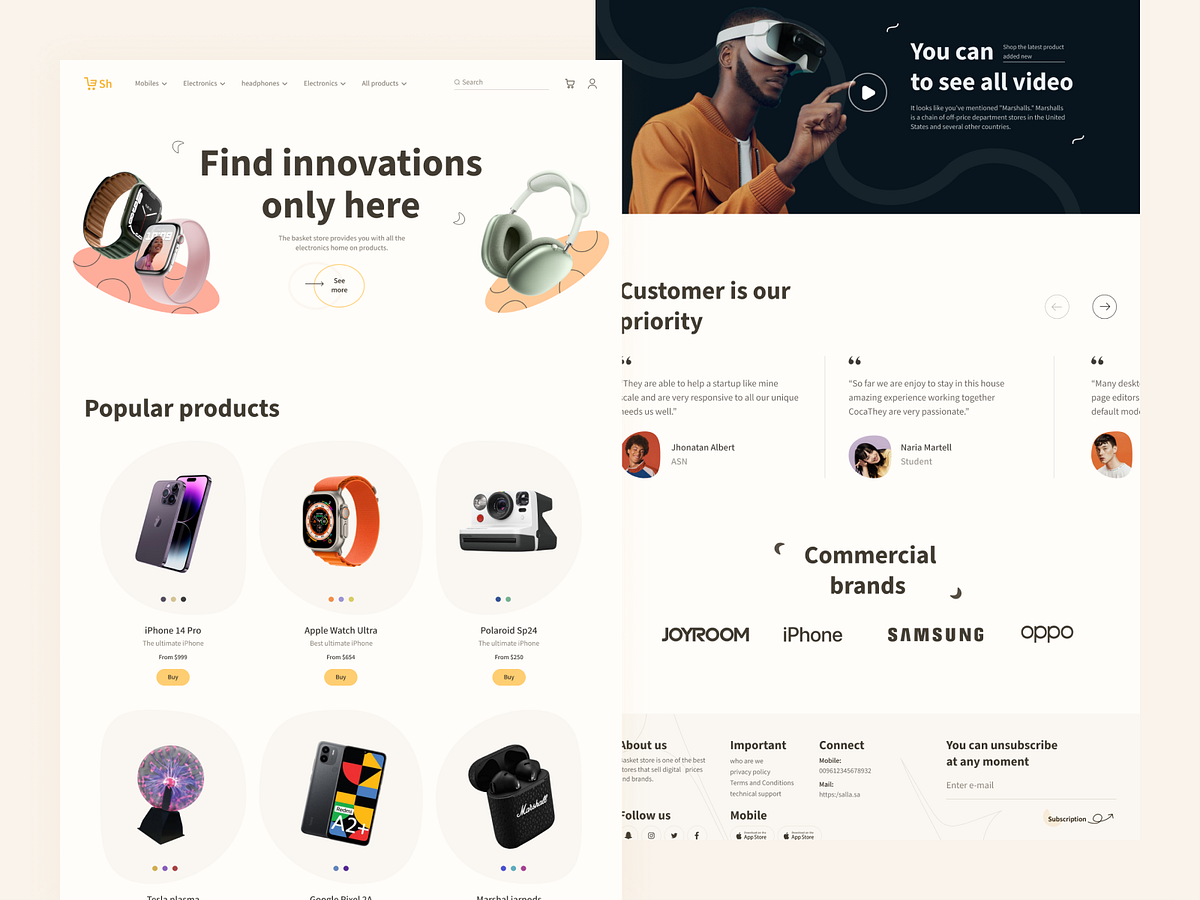 Sh
Mobiles
Electronics
headphones
Electronics
All products
Search
Find innovations
only here
The basket store provides you with all the
electronics home on products.
See
more
Popular products
iPhone 14 Pro
The ultimate iPhone
From $999
Buy
Apple Watch Ultra
Best ultimate iPhone
From $654
Buy
Polaroid Sp24
The ultimate iPhone
From $250
Buy
Redmi
A2+
Marshall
Tesla plasma
Google Pixel 2A
Marshal iarpods
You can
Shop the latest product
added new
to see all video
It looks like you've mentioned "Marshalls." Marshalls
is a chain of off-price department stores in the United
States and several other countries.
Customer is our
priority
“They are able to help a startup like mine
scale and are very responsive to all our unique
needs us well.”
Jhonatan Albert
ASN
“So far we are enjoy to stay in this house
amazing experience working together
CocaThey are very passionate.”
Naria Martell
Student
“Many deskt
page editors
default mod
Commercial
brands
JOYROOM
iPhone
SAMSUNG
oppo
About us
basket store is one of the best
stores that sell digital prices
and brands.
Follow us
Important
who are we
privacy policy
Terms and Conditions
technical support
Mobile
Download on the
App Store
Download on the
App Store
Connect
Mobile:
009612345678932
Mail:
https:/salla.sa
You can unsubscribe
at any moment
Enter e-mail
Subscription